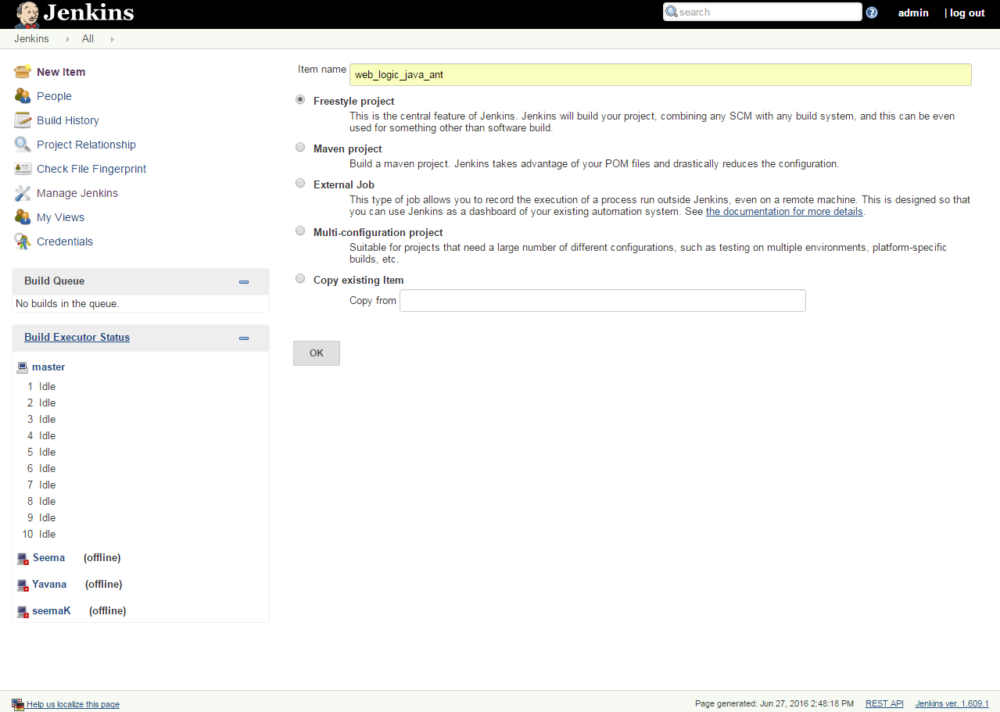 Jenkins
search
admin
| log out
Jenkins
All
New Item
People
Build History
Project Relationship
Check File Fingerprint
Manage Jenkins
My Views
Credentials
Build Queue
No builds in the queue.
Build Executor Status
master
1 Idle
2 Idle
3 Idle
4 Idle
5 Idle
6 Idle
7 Idle
8 Idle
9 Idle
10 Idle
Seema (offline)
Yavana (offline)
seemaK (offline)
Item name web_logic_java_ant
Freestyle project
This is the central feature of Jenkins. Jenkins will build your project, combining any SCM with any build system, and this can be even
used for something other than software build.
Maven project
Build a maven project. Jenkins takes advantage of your POM files and drastically reduces the configuration.
External Job
This type of job allows you to record the execution of a process run outside Jenkins, even on a remote machine. This is designed so that
you can use Jenkins as a dashboard of your existing automation system. See the documentation for more details.
Multi-configuration project
Suitable for projects that need a large number of different configurations, such as testing on multiple environments, platform-specific
builds, etc.
Copy existing Item
Copy from
OK
Help us localize this page
Page generated: Jun 27, 2016 2:48:18 PM REST API Jenkins ver. 1.609.1